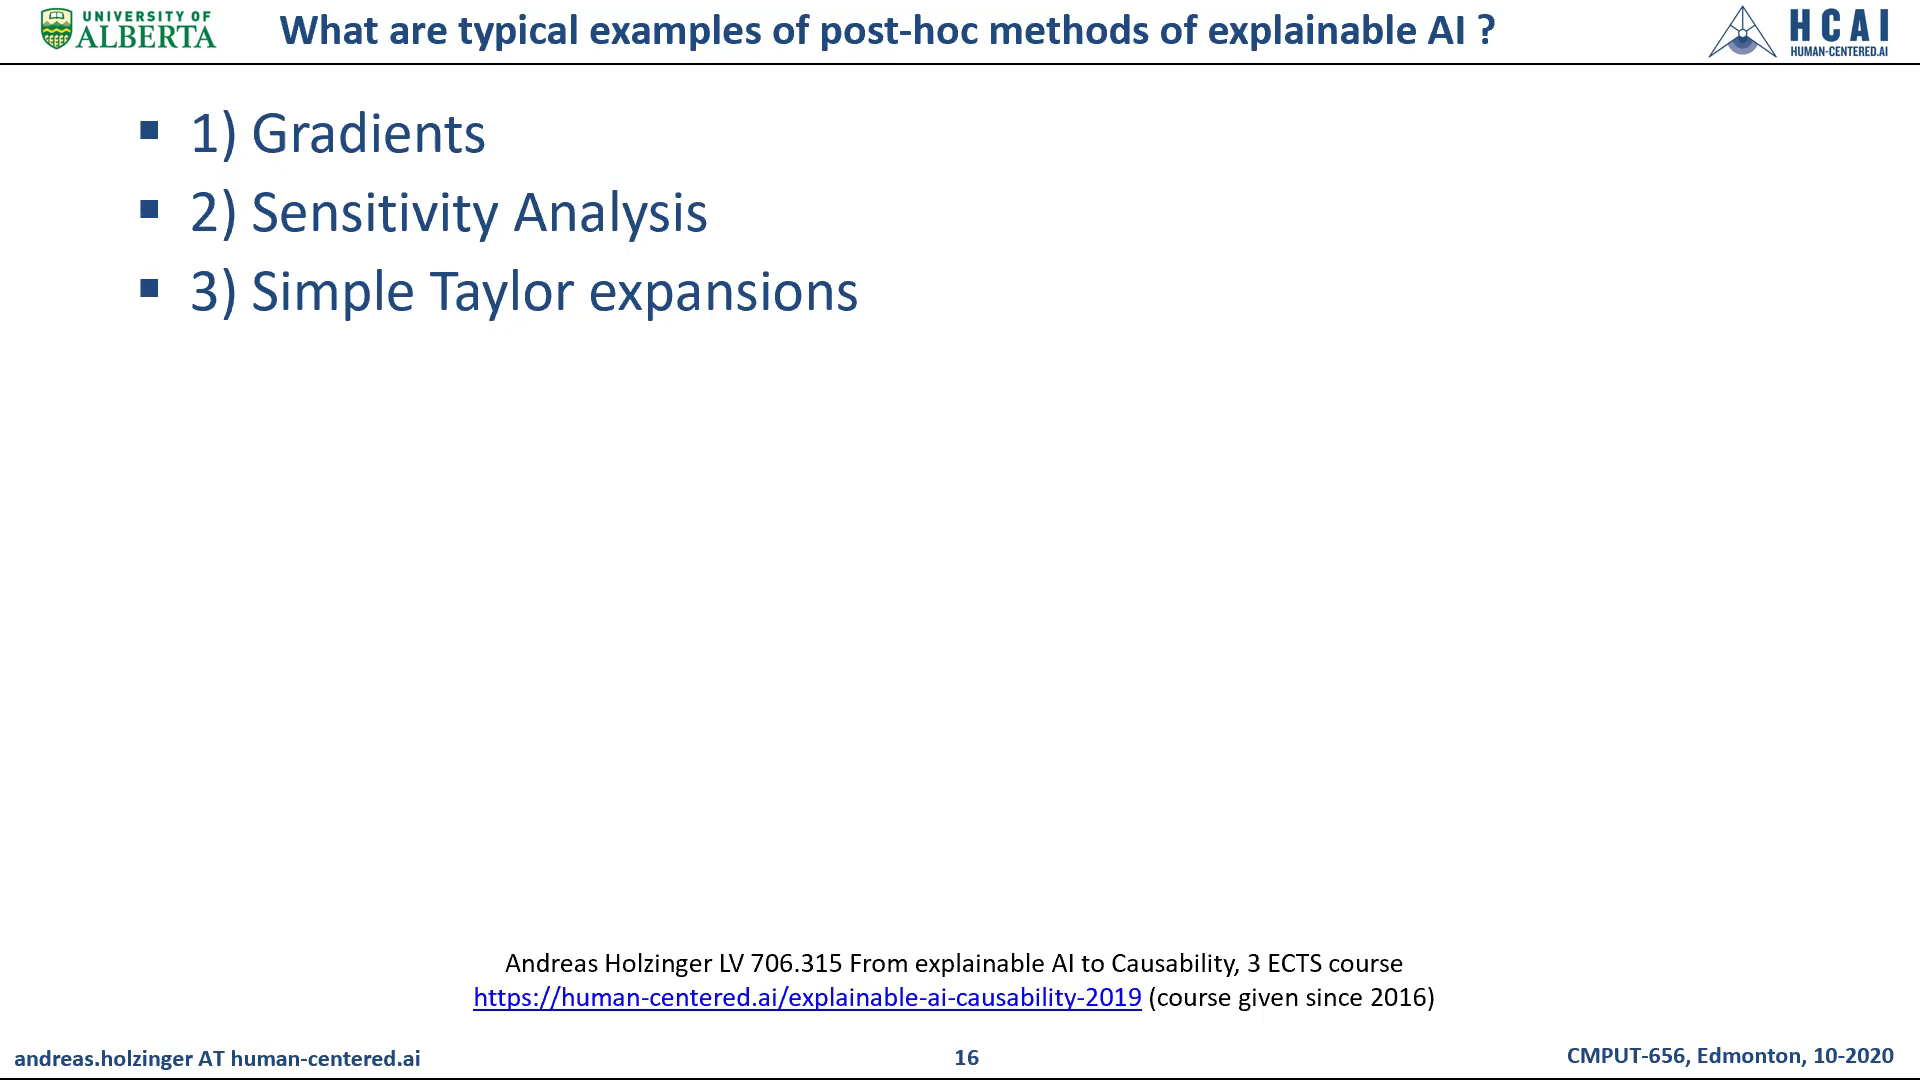 UNIVERSITY OF
ALBERTA
What are typical examples of post-hoc methods of explainable AI ?
HCAI
HUMAN-CENTERED.AI
1) Gradients
2) Sensitivity Analysis
3) Simple Taylor expansions
Andreas Holzinger LV 706.315 From explainable AI to Causability, 3 ECTS course
https://human-centered.ai/explainable-ai-causability-2019 (course given since 2016)
andreas.holzinger AT human-centered.ai
16
CMPUT-656, Edmonton, 10-2020